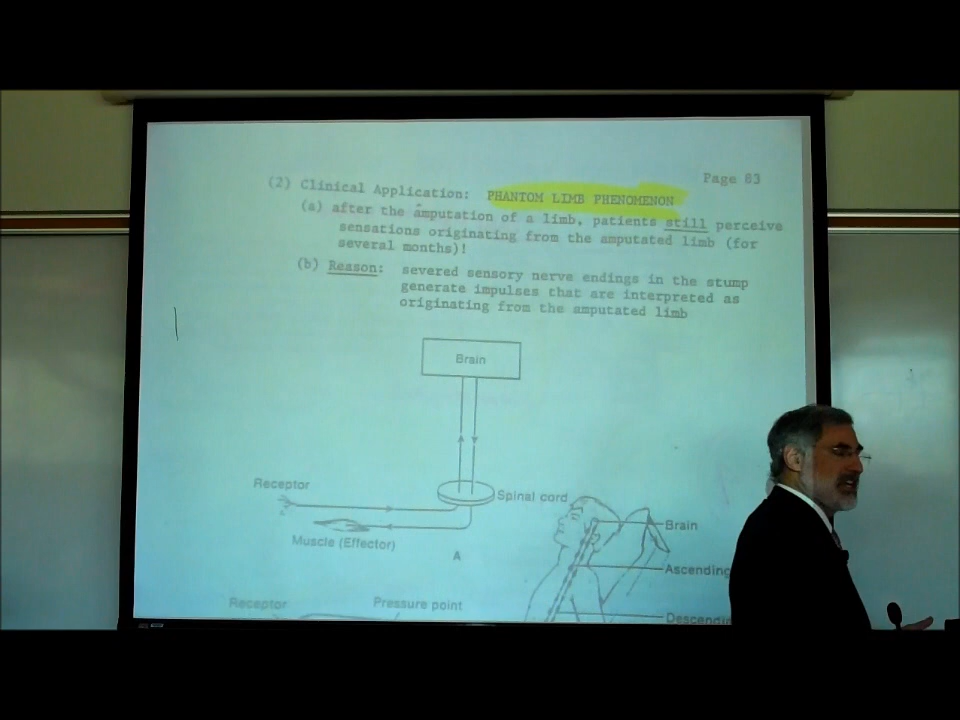 Page 83
(2) Clinical Application: PHANTOM LIMB PHENOMENON
(a) after the amputation of a limb, patients still perceive
sensations originating from the amputated limb (for
several months)!
(b) Reason: severed sensory nerve endings in the stump
generate impulses that are interpreted as
originating from the amputated limb
Brain
Receptor
Spinal cord
Muscle (Effector)
A
Brain
Ascending
Receptor
Pressure point
Descendin